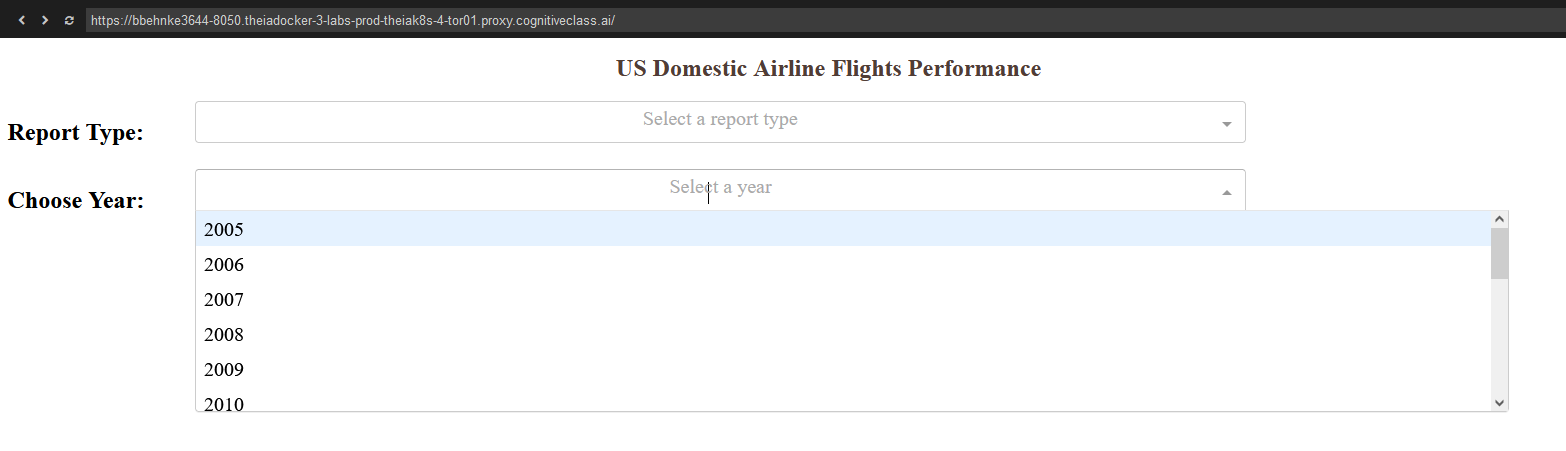 https://bbehnke3644-8050.theiadocker-3-labs-prod-theiak8s-4-tor01.proxy.cognitiveclass.ai/
US Domestic Airline Flights Performance
Report Type:
Select a report type
Choose Year:
Select a year
2005
2006
2007
2008
2009
2010